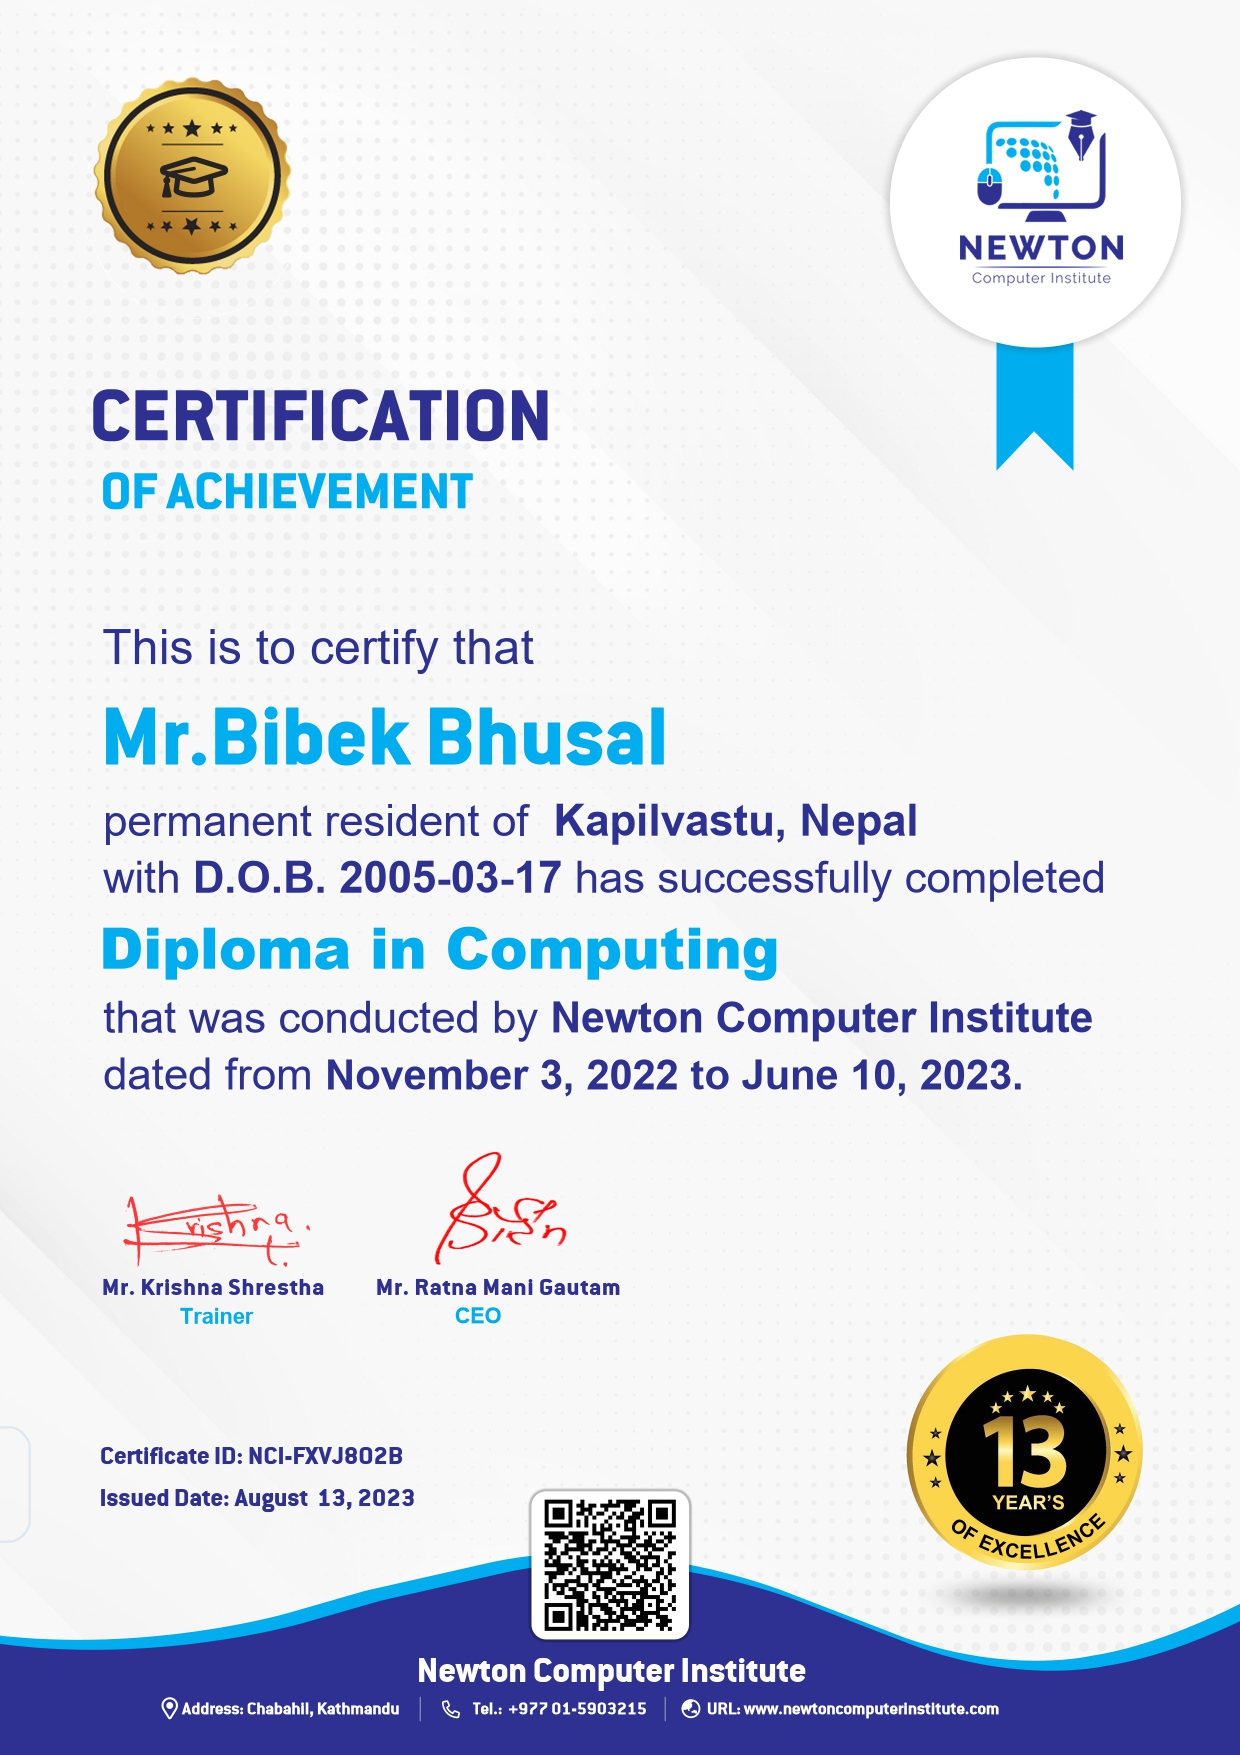 NEWTON
Computer Institute
CERTIFICATION
OF ACHIEVEMENT
This is to certify that
Mr.Bibek Bhusal
permanent resident of Kapilvastu, Nepal
with D.O.B. 2005-03-17 has successfully completed
Diploma in Computing
that was conducted by Newton Computer Institute
dated from November 3, 2022 to June 10, 2023.
Krishna.
Mr. Krishna Shrestha
Trainer
Mr. Ratna Mani Gautam
CEO
Certificate ID: NCI-FXVJ802B
Issued Date: August 13, 2023
13
YEAR'S
OF EXCELLENCE
Newton Computer Institute
Address: Chabahil, Kathmandu
Tel.: +977 01-5903215
URL: www.newtoncomputerinstitute.com